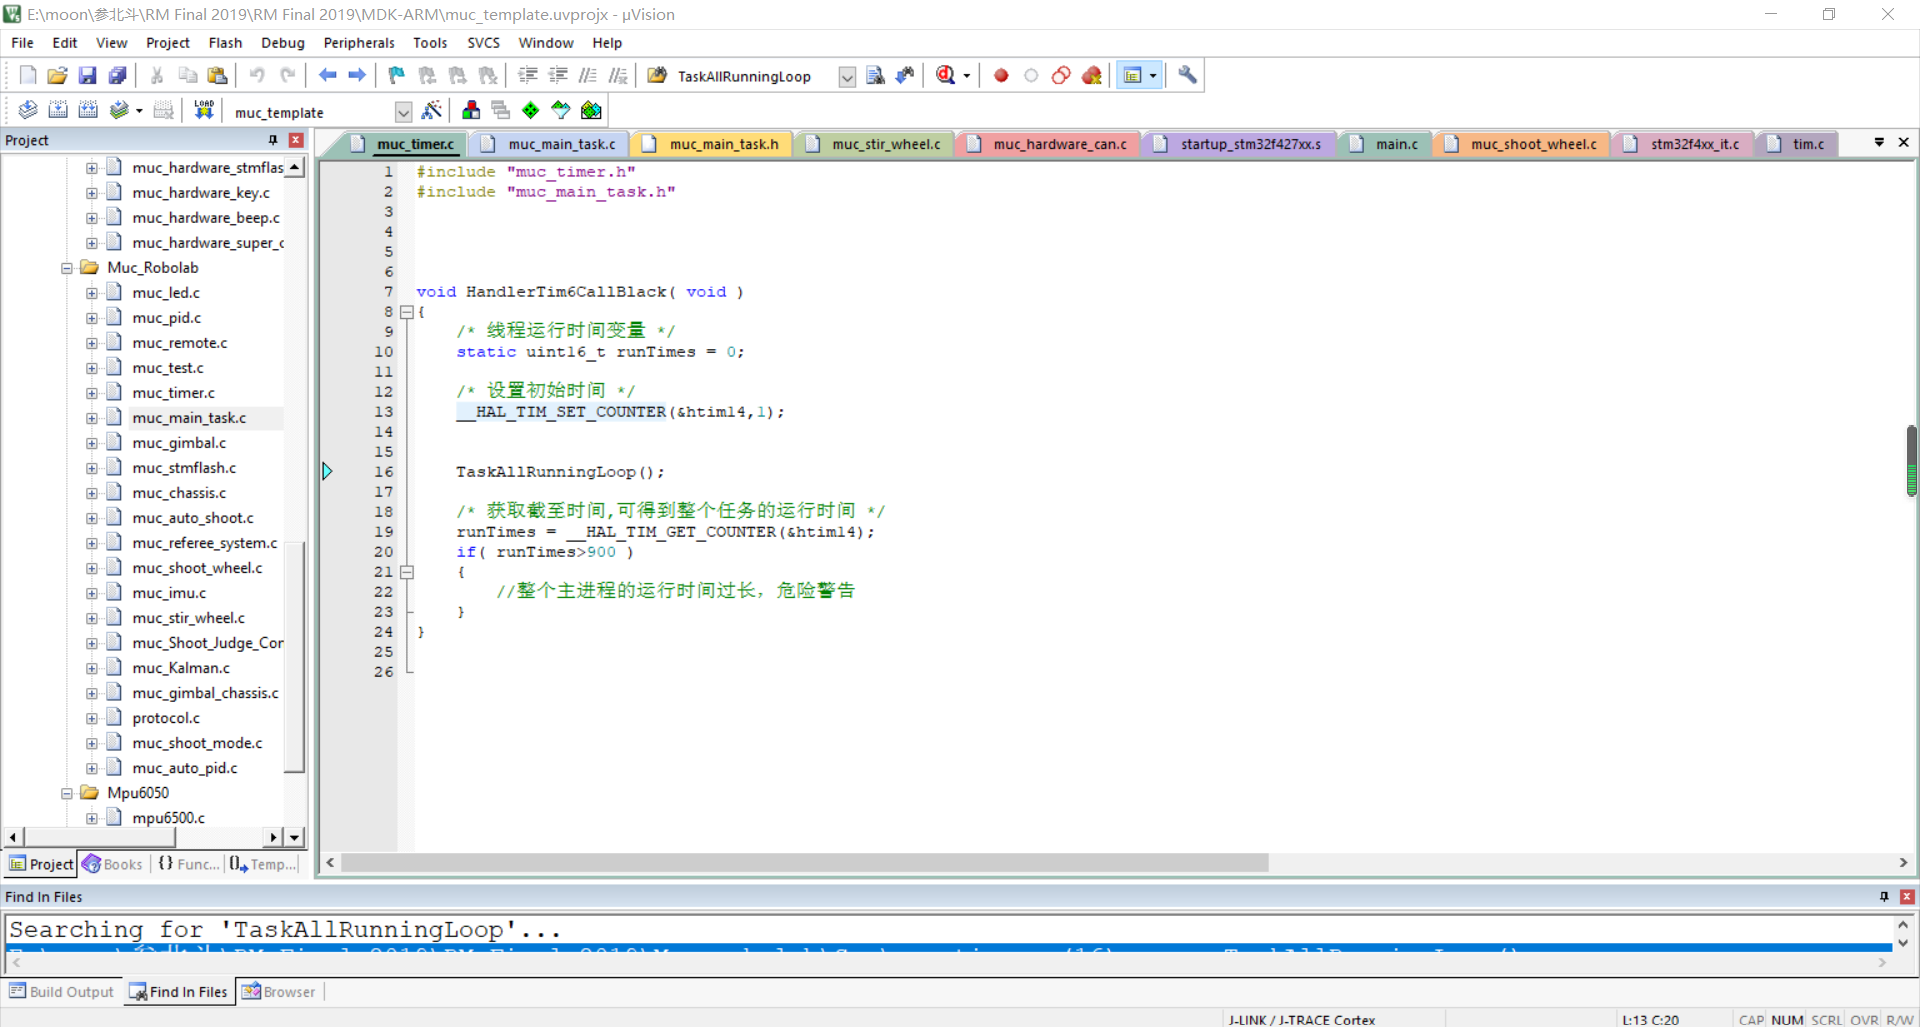 E:\moon\参北斗\RM Final 2019\RM Final 2019\MDK-ARM\muc_template.uvprojx - µVision
File Edit View Project Flash Debug Peripherals Tools SVCS Window Help
TaskAllRunningLoop
LOAD muc_template
Project
muc_timer.c muc_main_task.c muc_main_task.h muc_stir_wheel.c muc_hardware_can.c startup_stm32f427xx.s main.c muc_shoot_wheel.c stm32f4xx_it.c tim.c
muc_hardware_stmflas
muc_hardware_key.c
muc_hardware_beep.c
muc_hardware_super_c
Muc_Robolab
muc_led.c
muc_pid.c
muc_remote.c
muc_test.c
muc_timer.c
muc_main_task.c
muc_gimbal.c
muc_stmflash.c
muc_chassis.c
muc_auto_shoot.c
muc_referee_system.c
muc_shoot_wheel.c
muc_imu.c
muc_stir_wheel.c
muc_Shoot_Judge_Cor
muc_Kalman.c
muc_gimbal_chassis.c
protocol.c
muc_shoot_mode.c
muc_auto_pid.c
Mpu6050
mpu6500.c
Project Books Func... Temp...
1 #include "muc_timer.h"
2 #include "muc_main_task.h"
3
4
5
6
7 void HandlerTim6CallBlack( void )
8 {
9 /* 线程运行时间变量 */
10 static uint16_t runTimes = 0;
11
12 /* 设置初始时间 */
13 __HAL_TIM_SET_COUNTER(&htim14,1);
14
15
16 TaskAllRunningLoop();
17
18 /* 获取截至时间,可得到整个任务的运行时间 */
19 runTimes = __HAL_TIM_GET_COUNTER(&htim14);
20 if( runTimes>900 )
21 {
22 //整个主进程的运行时间过长，危险警告
23 }
24 }
25
26
Find In Files
Searching for 'TaskAllRunningLoop'...
Build Output Find In Files Browser
J-LINK / J-TRACE Cortex L:13 C:20 CAP NUM SCRL OVR R/W